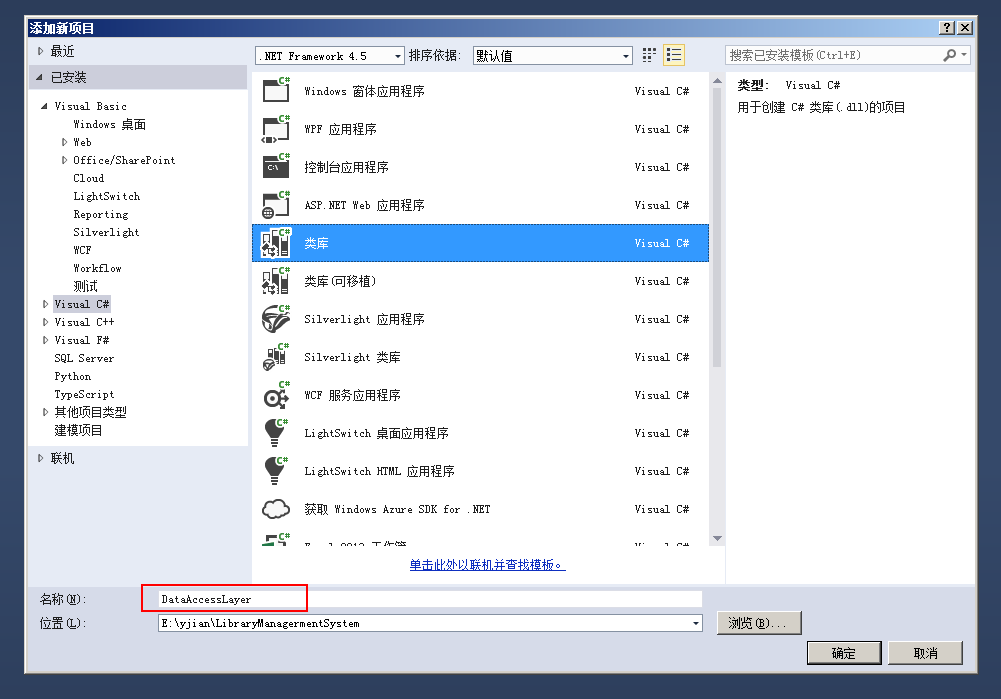 添加新项目
最近
已安装
Visual Basic
Windows 桌面
Web
Office/SharePoint
Cloud
LightSwitch
Reporting
Silverlight
WCF
Workflow
测试
Visual C#
Visual C++
Visual F#
SQL Server
Python
TypeScript
其他项目类型
建模项目
联机
.NET Framework 4.5 排序依据: 默认值
Windows 窗体应用程序 Visual C#
WPF 应用程序 Visual C#
控制台应用程序 Visual C#
ASP.NET Web 应用程序 Visual C#
类库 Visual C#
类库(可移植) Visual C#
Silverlight 应用程序 Visual C#
Silverlight 类库 Visual C#
WCF 服务应用程序 Visual C#
LightSwitch 桌面应用程序 Visual C#
LightSwitch HTML 应用程序 Visual C#
获取 Windows Azure SDK for .NET Visual C#
单击此处以联机并查找模板。
搜索已安装模板(Ctrl+E)
类型: Visual C#
用于创建 C# 类库(.dll)的项目
名称(N): DataAccessLayer
位置(L): E:\yjian\LibraryManagermentSystem
浏览(B)...
确定 取消